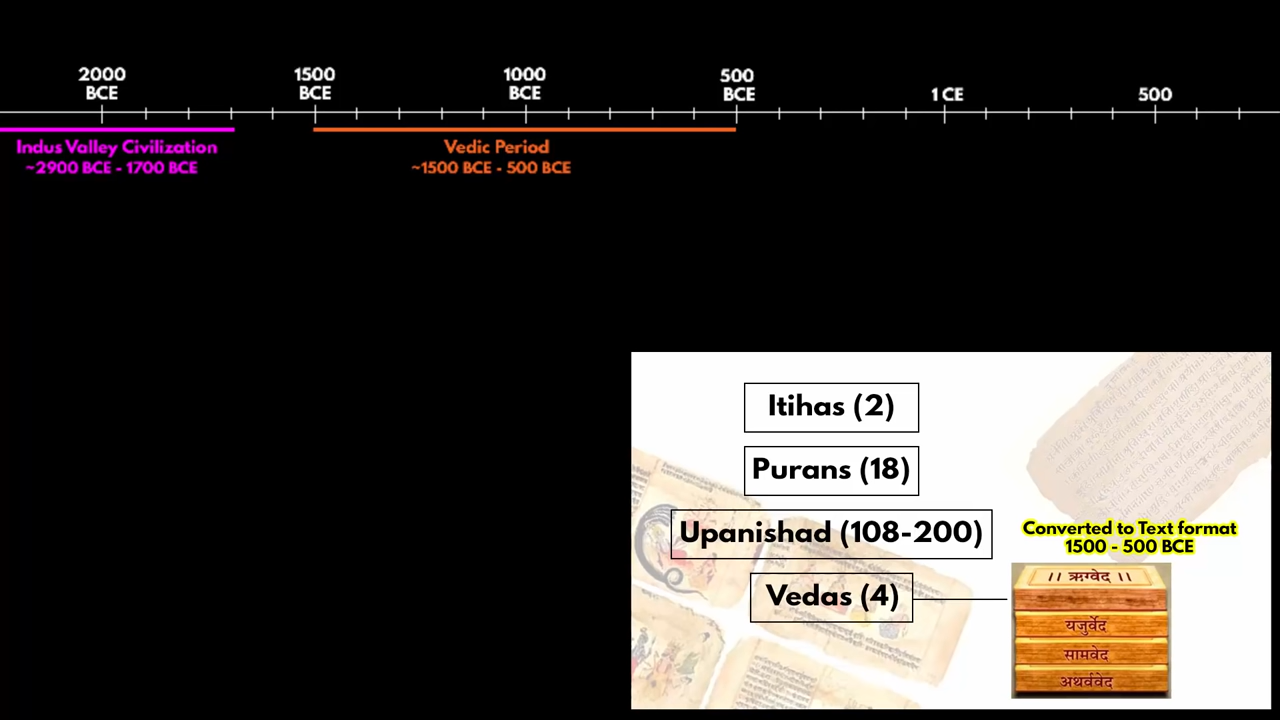 2000
BCE
1500
BCE
1000
BCE
500
BCE
1 CE
500
Indus Valley Civilization
~2900 BCE - 1700 BCE
Vedic Period
~1500 BCE - 500 BCE
Itihas (2)
Purans (18)
Upanishad (108-200)
Vedas (4)
Converted to Text format
1500 - 500 BCE
।। ऋग्वेद ।।
यजुर्वेद
सामवेद
अथर्ववेद